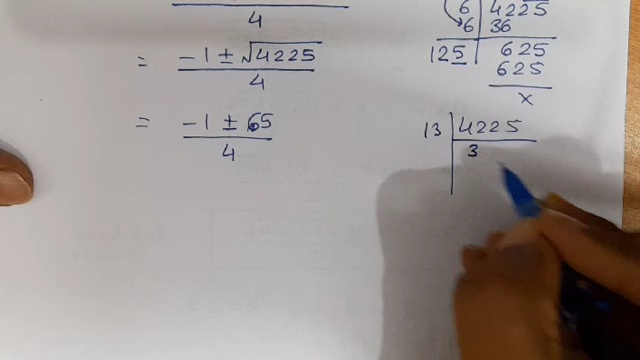 4
= -1 ± √4225
4
= -1 ± 65
4
6 | 4225
6 | 36
125 | 625
625
x
13 | 4225
3